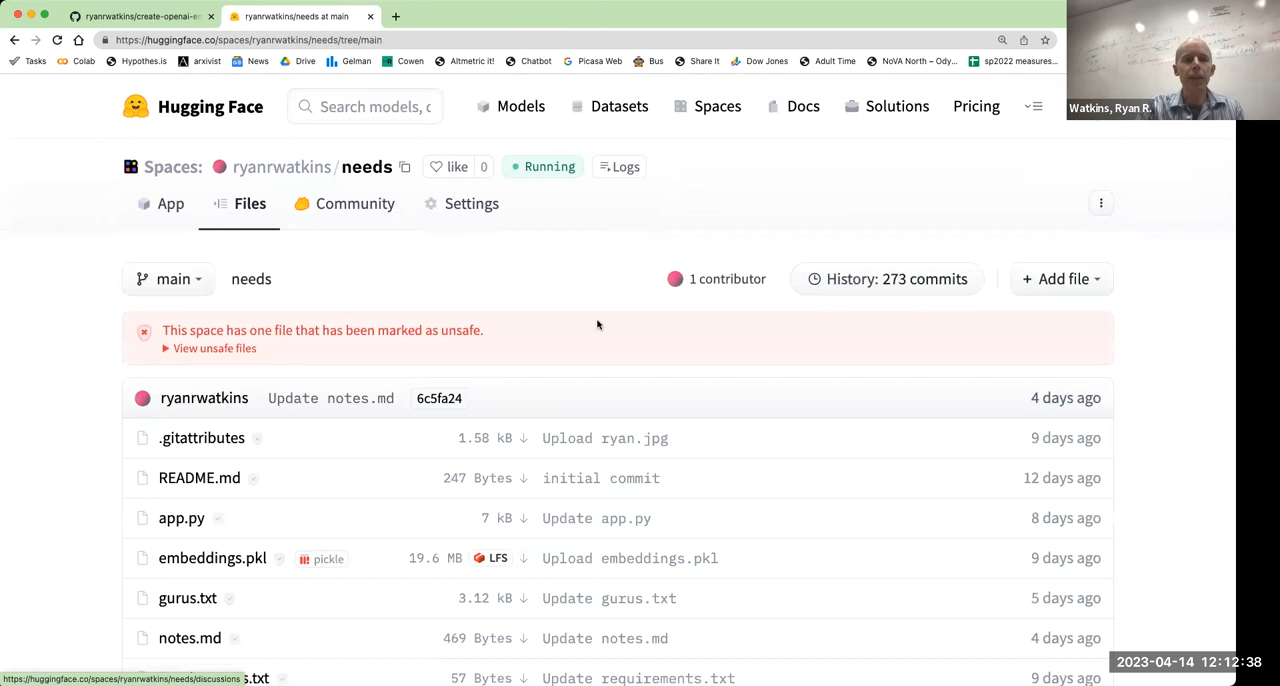 ryanrwatkins/create-openai-em
ryanrwatkins/needs at main
https://huggingface.co/spaces/ryanrwatkins/needs/tree/main
Tasks Colab Hypothes.is arxivist News Drive Gelman Cowen Altmetric it! Chatbot Picasa Web Bus Share It Dow Jones Adult Time NoVA North – Ody... sp2022 measures...
Watkins, Ryan R.
Hugging Face
Search models, c
Models Datasets Spaces Docs Solutions Pricing
Spaces: ryanrwatkins/needs like 0 Running Logs
App Files Community Settings
main needs 1 contributor History: 273 commits + Add file
This space has one file that has been marked as unsafe.
View unsafe files
ryanrwatkins Update notes.md 6c5fa24 4 days ago
.gitattributes 1.58 kB Upload ryan.jpg 9 days ago
README.md 247 Bytes initial commit 12 days ago
app.py 7 kB Update app.py 8 days ago
embeddings.pkl pickle 19.6 MB LFS Upload embeddings.pkl 9 days ago
gurus.txt 3.12 kB Update gurus.txt 5 days ago
notes.md 469 Bytes Update notes.md 4 days ago
2023-04-14 12:12:38
s.txt 57 Bytes Update requirements.txt 9 days ago
https://huggingface.co/spaces/ryanrwatkins/needs/discussions